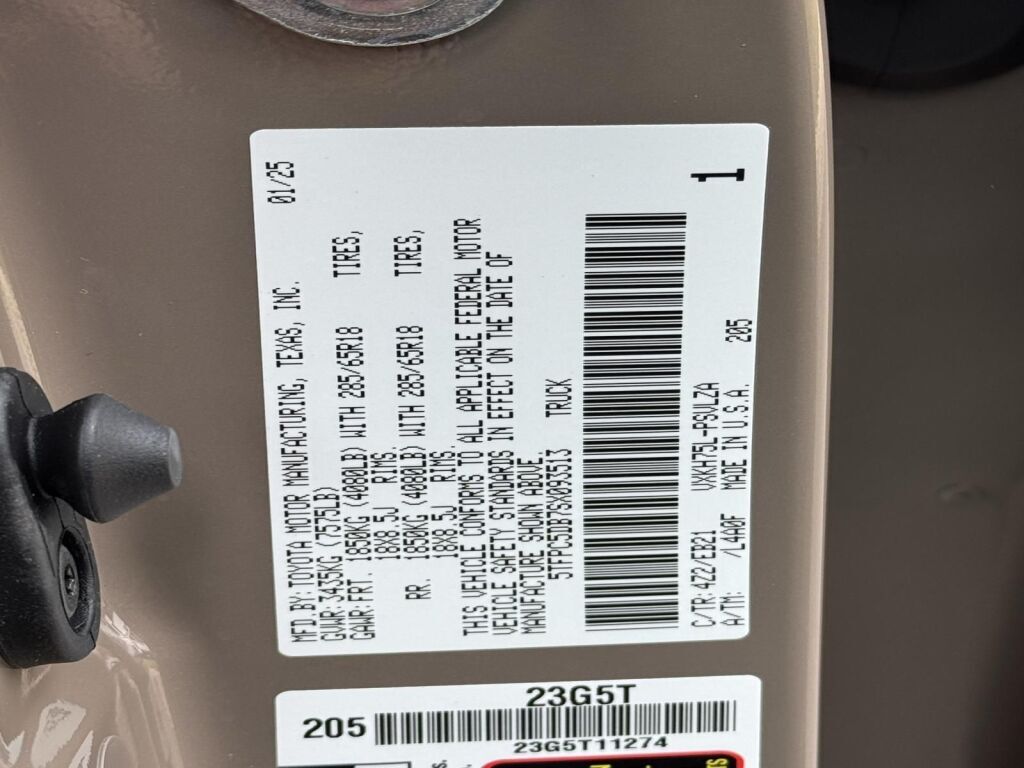 MFD.BY:TOYOTA MOTOR MANUFACTURING, TEXAS, INC. 01/25
GVWR:3435KG (7575LB)
GAWR:FRT. 1850KG (4080LB) WITH 285/65R18 TIRES,
18X8.5J RIMS.
RR. 1850KG (4080LB) WITH 285/65R18 TIRES,
18X8.5J RIMS.
THIS VEHICLE CONFORMS TO ALL APPLICABLE FEDERAL MOTOR
VEHICLE SAFETY STANDARDS IN EFFECT ON THE DATE OF
MANUFACTURE SHOWN ABOVE.
5TFPC5DB7SX093513 TRUCK
1
C/TR:4Z2/EB21 VXKH75L-PSVLZA
A/TM: /L4A0F MADE IN U.S.A. 205
23G5T
205
23G5T11274